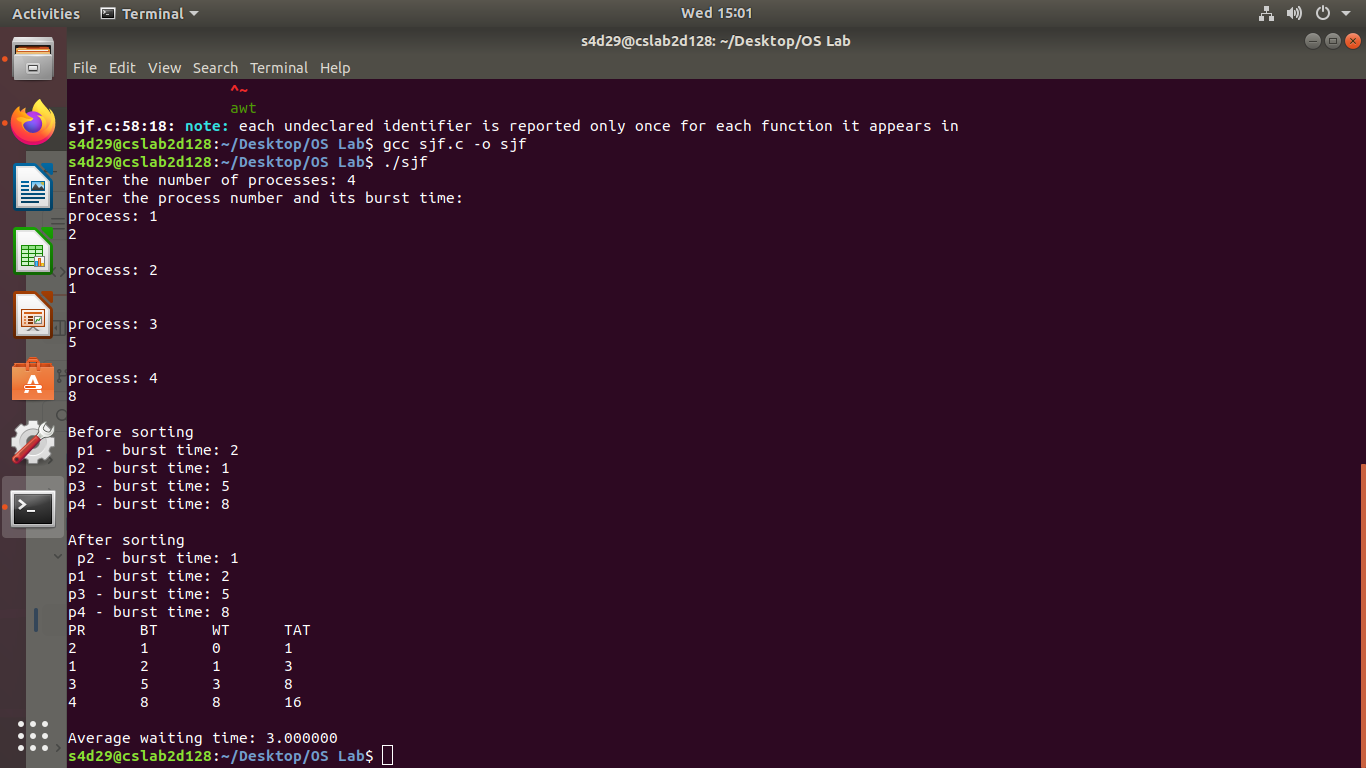 Activities Terminal Wed 15:01
s4d29@cslab2d128: ~/Desktop/OS Lab
File Edit View Search Terminal Help
^~
awt
sjf.c:58:18: note: each undeclared identifier is reported only once for each function it appears in
s4d29@cslab2d128:~/Desktop/OS Lab$ gcc sjf.c -o sjf
s4d29@cslab2d128:~/Desktop/OS Lab$ ./sjf
Enter the number of processes: 4
Enter the process number and its burst time:
process: 1
2
process: 2
1
process: 3
5
process: 4
8
Before sorting
p1 - burst time: 2
p2 - burst time: 1
p3 - burst time: 5
p4 - burst time: 8
After sorting
p2 - burst time: 1
p1 - burst time: 2
p3 - burst time: 5
p4 - burst time: 8
PR BT WT TAT
2 1 0 1
1 2 1 3
3 5 3 8
4 8 8 16
Average waiting time: 3.000000
s4d29@cslab2d128:~/Desktop/OS Lab$